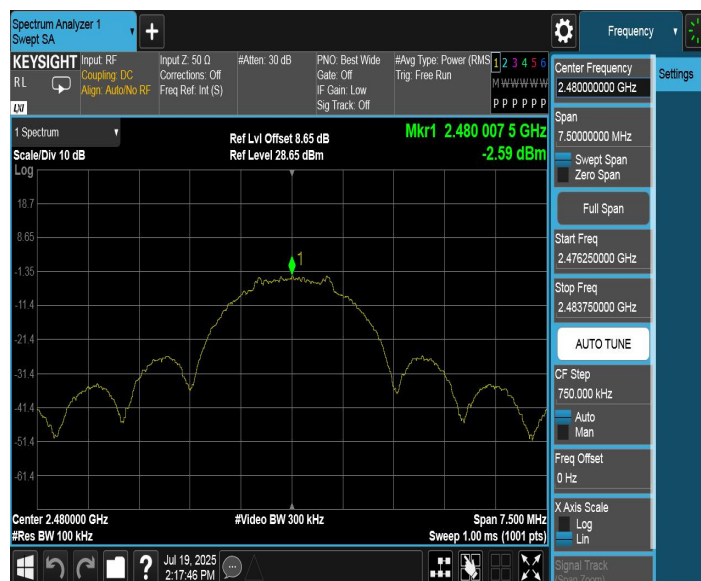 Spectrum Analyzer 1
Swept SA
+
Frequency
KEYSIGHT
RL
LXI
Input: RF
Coupling: DC
Align: Auto/No RF
Input Z: 50 Ω
Corrections: Off
Freq Ref: Int (S)
#Atten: 30 dB
PNO: Best Wide
Gate: Off
IF Gain: Low
Sig Track: Off
#Avg Type: Power (RMS
Trig: Free Run
1 2 3 4 5 6
M W W W W W
P P P P P P
1 Spectrum
Scale/Div 10 dB
Ref Lvl Offset 8.65 dB
Ref Level 28.65 dBm
Mkr1 2.480 007 5 GHz
-2.59 dBm
Log
18.7
8.65
-1.35
-11.4
-21.4
-31.4
-41.4
-51.4
-61.4
1
Center 2.480000 GHz
#Res BW 100 kHz
#Video BW 300 kHz
Span 7.500 MHz
Sweep 1.00 ms (1001 pts)
Center Frequency
2.480000000 GHz
Span
7.50000000 MHz
Swept Span
Zero Span
Full Span
Start Freq
2.476250000 GHz
Stop Freq
2.483750000 GHz
AUTO TUNE
CF Step
750.000 kHz
Auto
Man
Freq Offset
0 Hz
X Axis Scale
Log
Lin
Signal Track
(Span Zoom)
Settings
?
Jul 19, 2025
2:17:46 PM